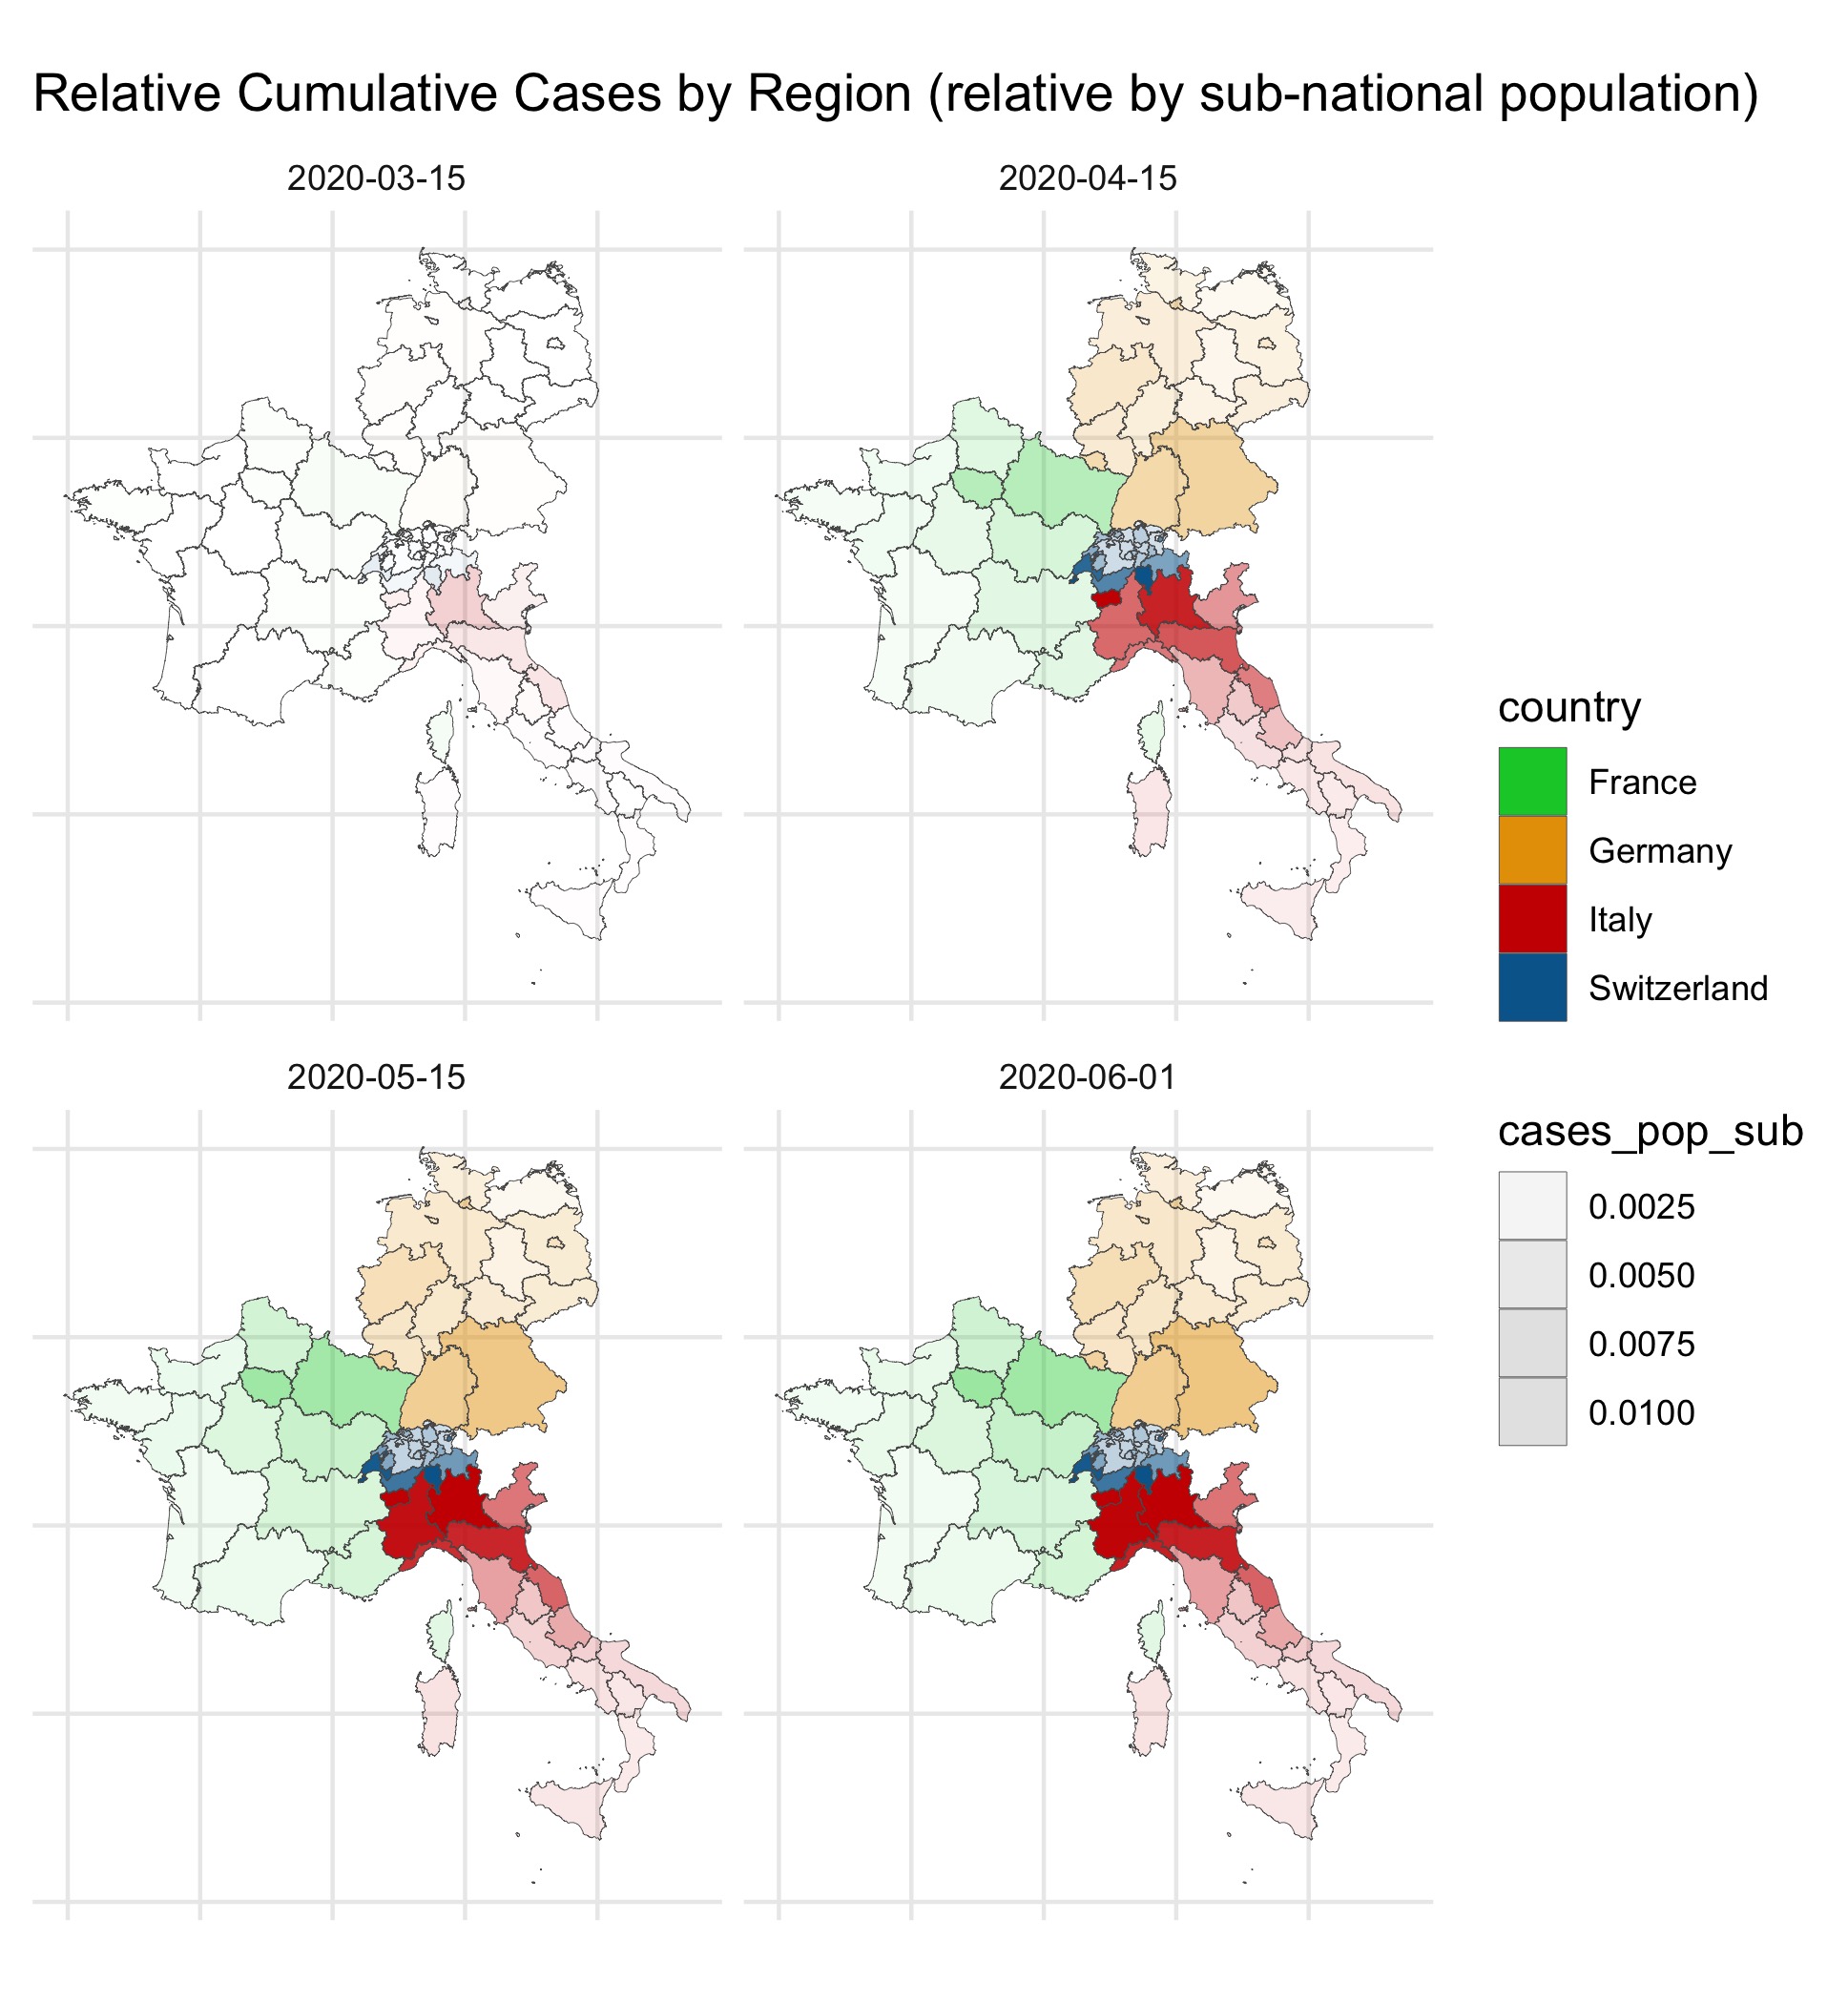 Relative Cumulative Cases by Region (relative by sub-national population)
2020-03-15
2020-04-15
country
France
Germany
Italy
Switzerland
2020-05-15
2020-06-01
cases_pop_sub
0.0025
0.0050
0.0075
0.0100